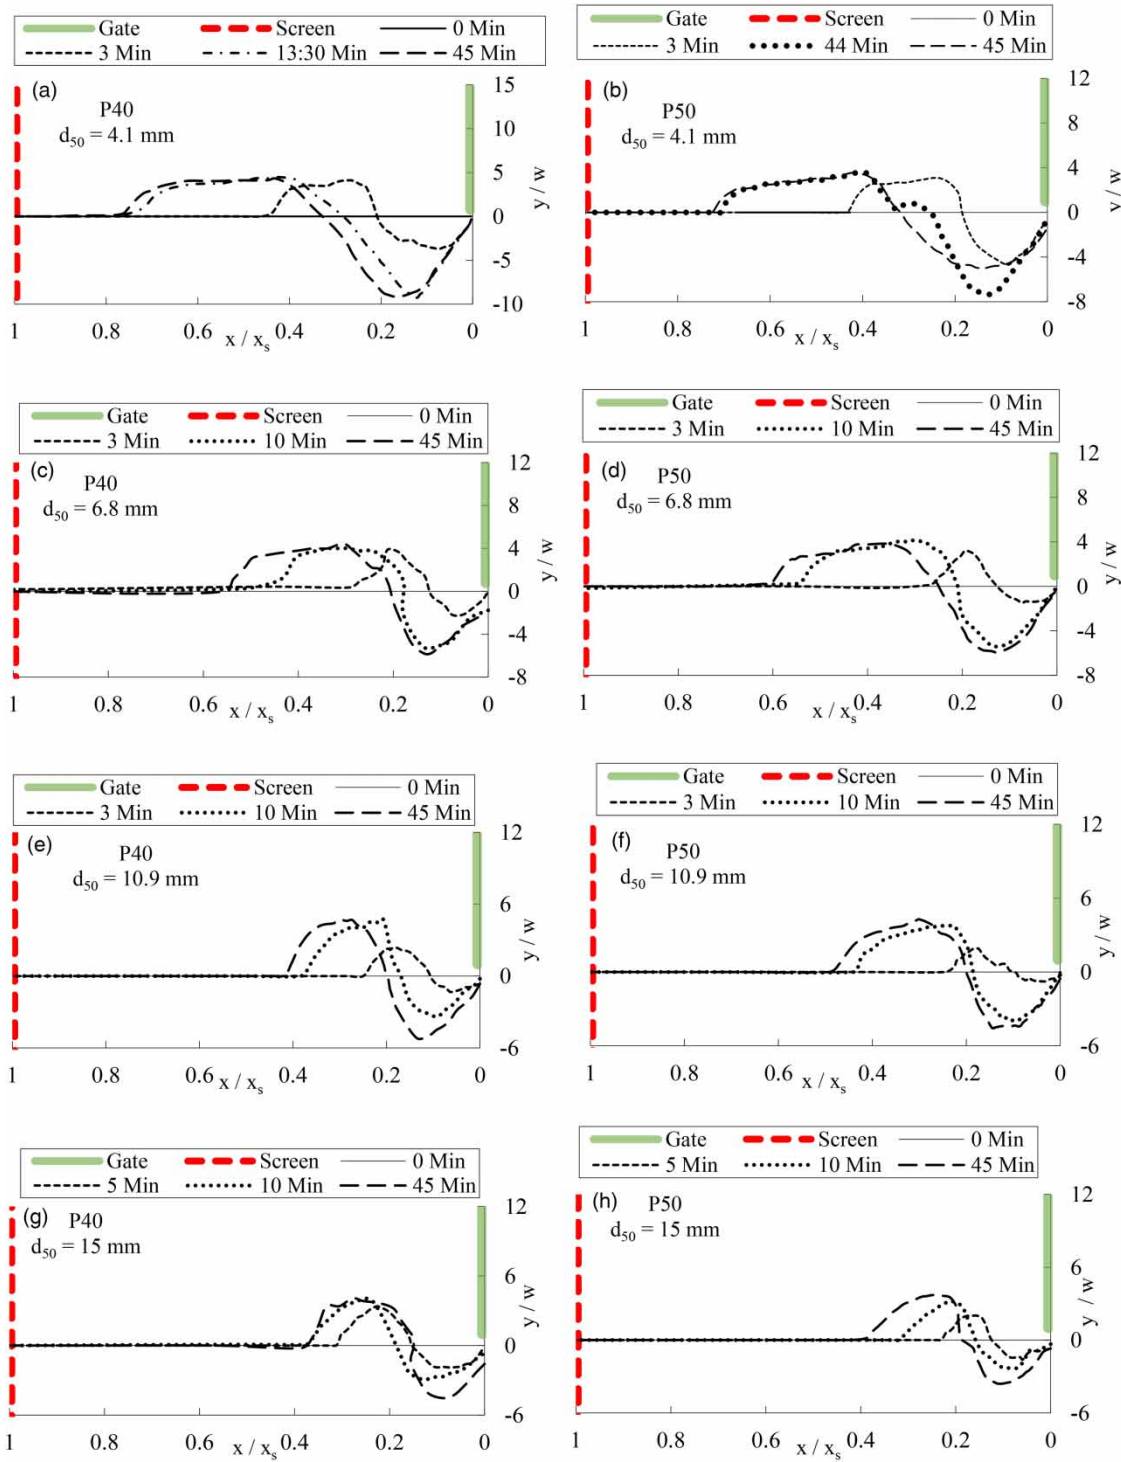 Gate Screen 0 Min
3 Min 13:30 Min 45 Min
(a)
P40
d50 = 4.1 mm
15
10
5
0
-5
-10
y / w
1 0.8 0.6 0.4 0.2 0
x / xs
Gate Screen 0 Min
3 Min 44 Min 45 Min
(b)
P50
d50 = 4.1 mm
12
8
4
0
-4
-8
y / w
1 0.8 0.6 0.4 0.2 0
x / xs
Gate Screen 0 Min
3 Min 10 Min 45 Min
(c)
P40
d50 = 6.8 mm
12
8
4
0
-4
-8
y / w
1 0.8 0.6 0.4 0.2 0
x / xs
Gate Screen 0 Min
3 Min 10 Min 45 Min
(d)
P50
d50 = 6.8 mm
12
8
4
0
-4
-8
y / w
1 0.8 0.6 0.4 0.2 0
x / xs
Gate Screen 0 Min
3 Min 10 Min 45 Min
(e)
P40
d50 = 10.9 mm
12
6
0
-6
y / w
1 0.8 0.6 0.4 0.2 0
x / xs
Gate Screen 0 Min
3 Min 10 Min 45 Min
(f)
P50
d50 = 10.9 mm
12
6
0
-6
y / w
1 0.8 0.6 0.4 0.2 0
x / xs
Gate Screen 0 Min
5 Min 10 Min 45 Min
(g)
P40
d50 = 15 mm
12
6
0
-6
y / w
1 0.8 0.6 0.4 0.2 0
x / xs
Gate Screen 0 Min
5 Min 10 Min 45 Min
(h)
P50
d50 = 15 mm
12
6
0
-6
y / w
1 0.8 0.6 0.4 0.2 0
x / xs